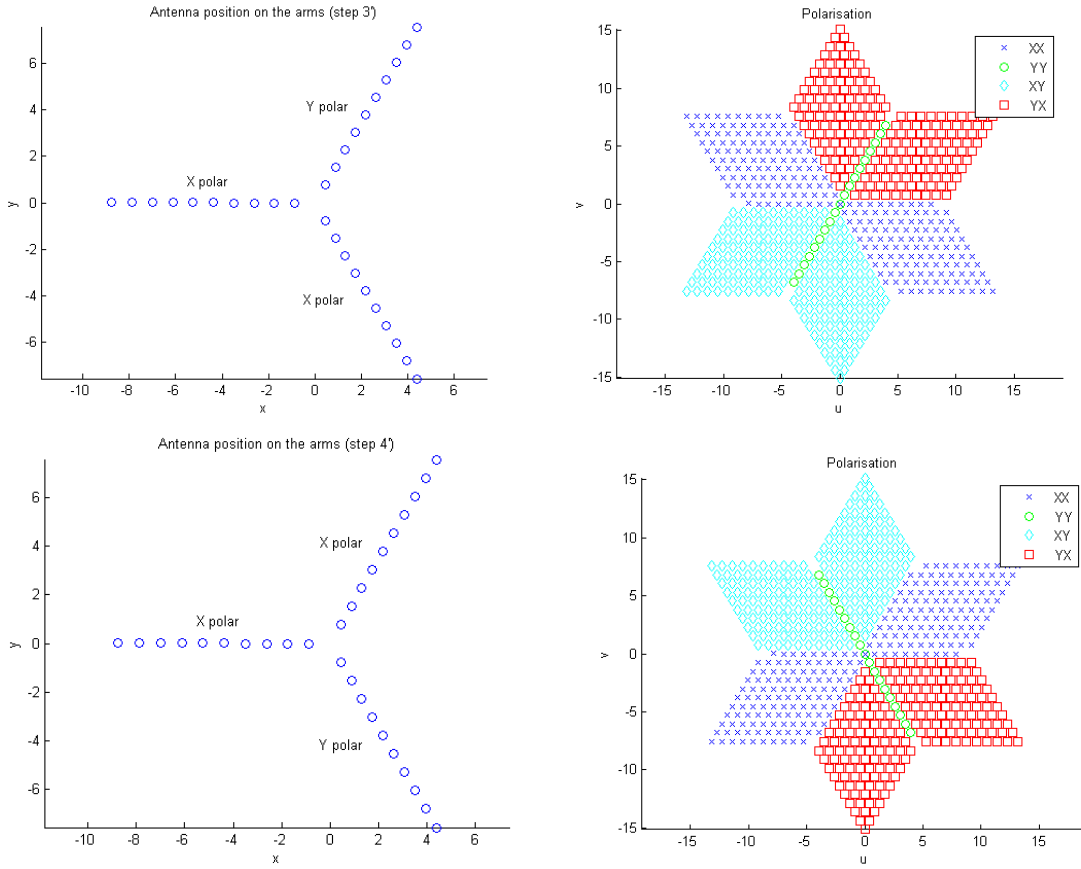 Antenna position on the arms (step 3')
6
4
2
0
-2
-4
-6
-10
-8
-6
-4
-2
0
2
4
6
x
y
Y polar
X polar
X polar
Polarisation
15
10
5
0
-5
-10
-15
-15
-10
-5
0
5
10
15
u
v
XX
YY
XY
YX
Antenna position on the arms (step 4')
6
4
2
0
-2
-4
-6
-10
-8
-6
-4
-2
0
2
4
6
x
y
X polar
X polar
Y polar
Polarisation
15
10
5
0
-5
-10
-15
-15
-10
-5
0
5
10
15
u
v
XX
YY
XY
YX